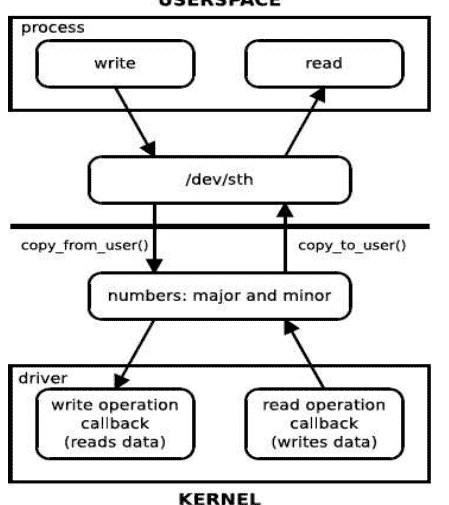 USERSPACE
process
write
read
/dev/sth
copy_from_user()
copy_to_user()
numbers: major and minor
driver
write operation
callback
(reads data)
read operation
callback
(writes data)
KERNEL